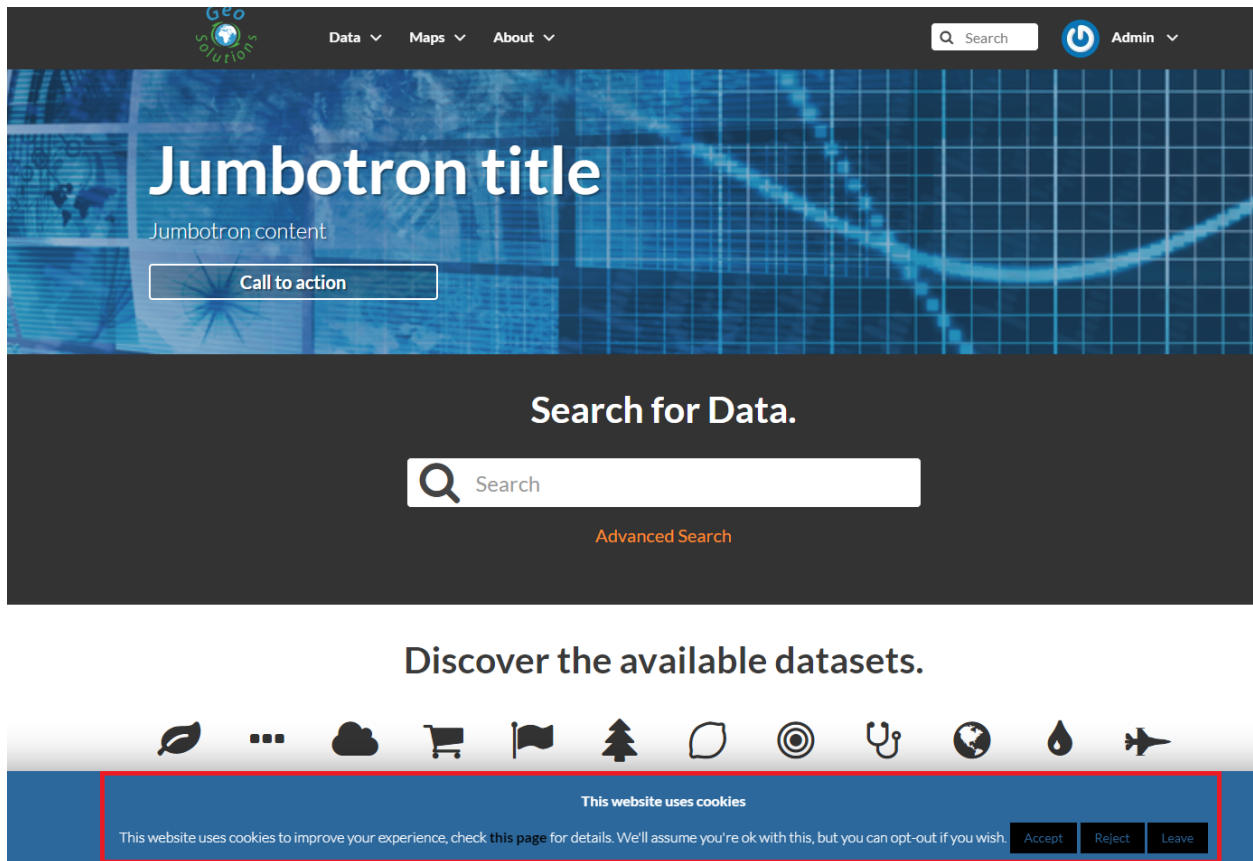 Geo
Solutions
Data Maps About Search Admin
Jumbotron title
Jumbotron content
Call to action
Search for Data.
Search
Advanced Search
Discover the available datasets.
This website uses cookies
This website uses cookies to improve your experience, check this page for details. We'll assume you're ok with this, but you can opt-out if you wish. Accept Reject Leave